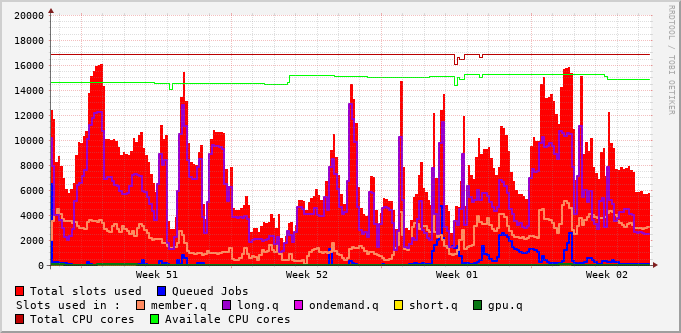 20000
18000
16000
14000
12000
10000
8000
6000
4000
2000
0
Week 51 Week 52 Week 01 Week 02
RRDTOOL / TOBI OETIKER
Total slots used Queued Jobs
Slots used in : member.q long.q ondemand.q short.q gpu.q
Total CPU cores Availale CPU cores